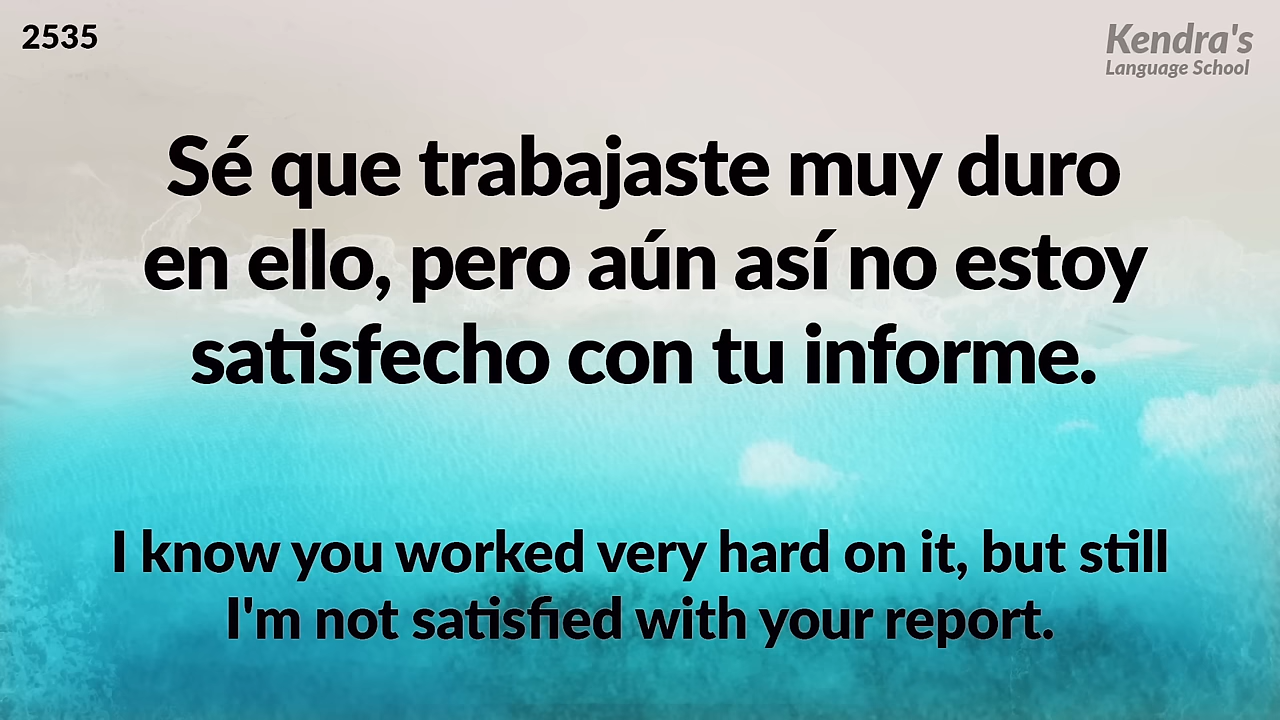 2535
Kendra's
Language School
Sé que trabajaste muy duro
en ello, pero aún así no estoy
satisfecho con tu informe.
I know you worked very hard on it, but still
I'm not satisfied with your report.